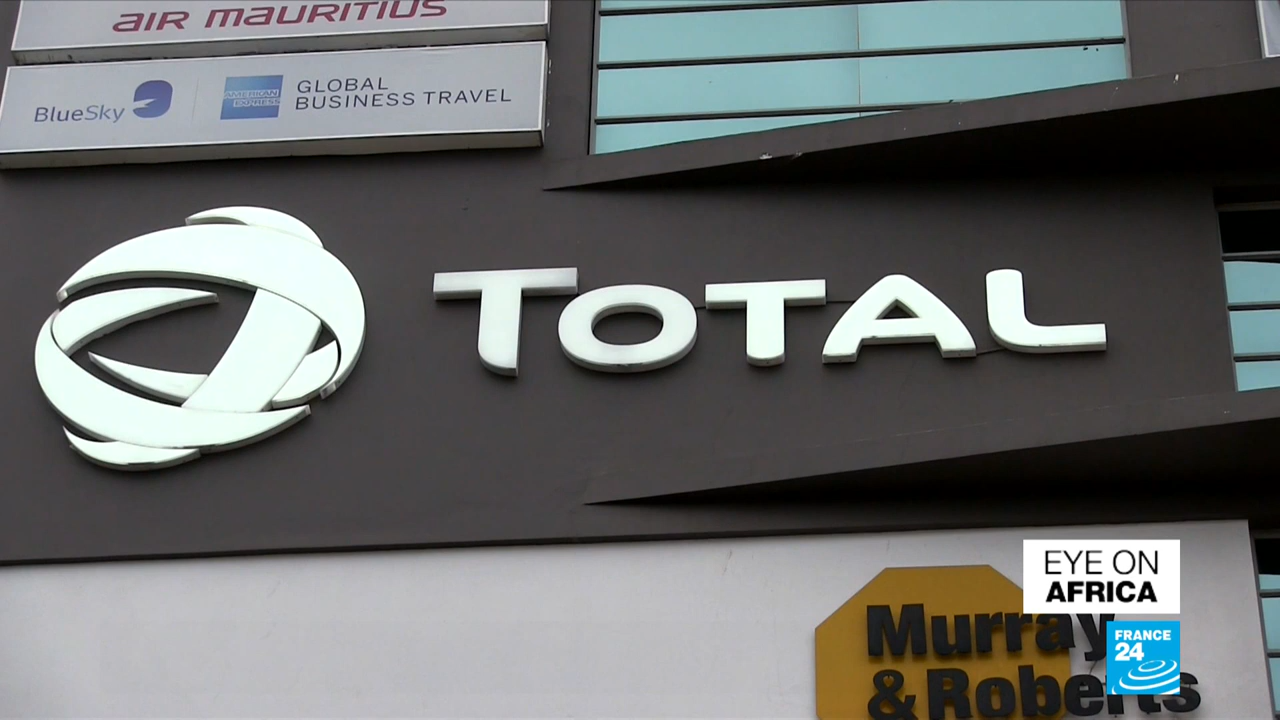 AIR MAURITIUS
BlueSky
AMERICAN
EXPRESS
GLOBAL
BUSINESS TRAVEL
TOTAL
EYE ON
AFRICA
Murray
& Roberts
FRANCE
24